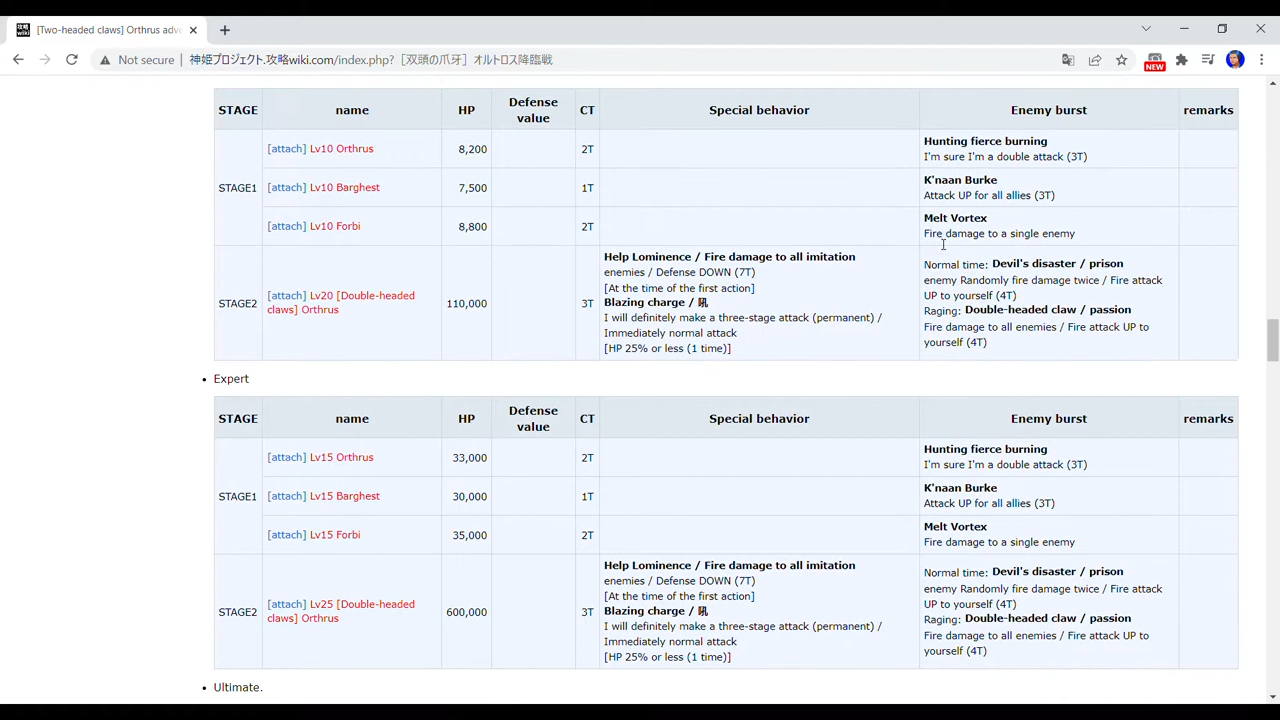 [Two-headed claws] Orthrus adv
Not secure 神姫プロジェクト.攻略wiki.com/index.php?［双頭の爪牙］オルトロス降臨戦
NEW
STAGE name HP Defense value CT Special behavior Enemy burst remarks
STAGE1
[attach] Lv10 Orthrus 8,200 2T
Hunting fierce burning
I'm sure I'm a double attack (3T)
[attach] Lv10 Barghest 7,500 1T
K'naan Burke
Attack UP for all allies (3T)
[attach] Lv10 Forbi 8,800 2T
Melt Vortex
Fire damage to a single enemy
STAGE2
[attach] Lv20 [Double-headed
claws] Orthrus
110,000
3T
Help Lominence / Fire damage to all imitation
enemies / Defense DOWN (7T)
[At the time of the first action]
Blazing charge / 吼
I will definitely make a three-stage attack (permanent) /
Immediately normal attack
[HP 25% or less (1 time)]
Normal time: Devil's disaster / prison
enemy Randomly fire damage twice / Fire attack
UP to yourself (4T)
Raging: Double-headed claw / passion
Fire damage to all enemies / Fire attack UP to
yourself (4T)
• Expert
STAGE name HP Defense value CT Special behavior Enemy burst remarks
STAGE1
[attach] Lv15 Orthrus 33,000 2T
Hunting fierce burning
I'm sure I'm a double attack (3T)
[attach] Lv15 Barghest 30,000 1T
K'naan Burke
Attack UP for all allies (3T)
[attach] Lv15 Forbi 35,000 2T
Melt Vortex
Fire damage to a single enemy
STAGE2
[attach] Lv25 [Double-headed
claws] Orthrus
600,000
3T
Help Lominence / Fire damage to all imitation
enemies / Defense DOWN (7T)
[At the time of the first action]
Blazing charge / 吼
I will definitely make a three-stage attack (permanent) /
Immediately normal attack
[HP 25% or less (1 time)]
Normal time: Devil's disaster / prison
enemy Randomly fire damage twice / Fire attack
UP to yourself (4T)
Raging: Double-headed claw / passion
Fire damage to all enemies / Fire attack UP to
yourself (4T)
• Ultimate.